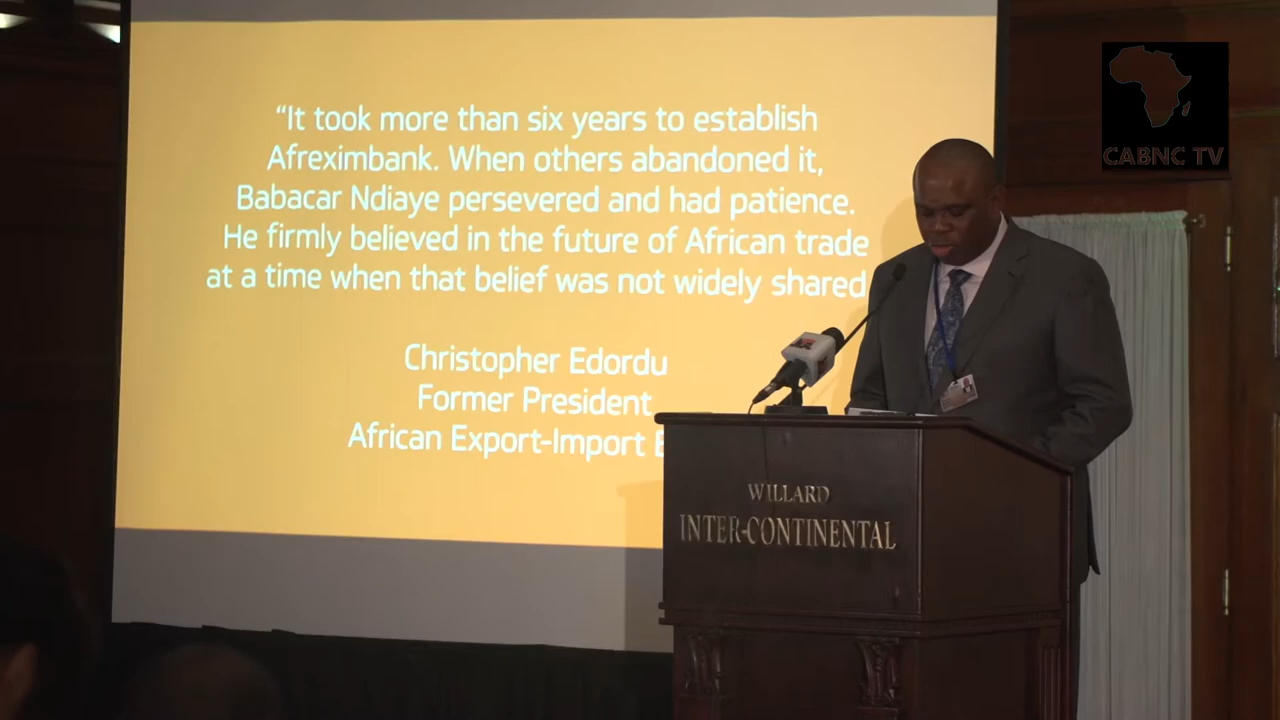 “It took more than six years to establish
Afreximbank. When others abandoned it,
Babacar Ndiaye persevered and had patience.
He firmly believed in the future of African trade
at a time when that belief was not widely shared
Christopher Edordu
Former President
African Export-Import
WILLARD
INTER-CONTINENTAL
CABNC TV